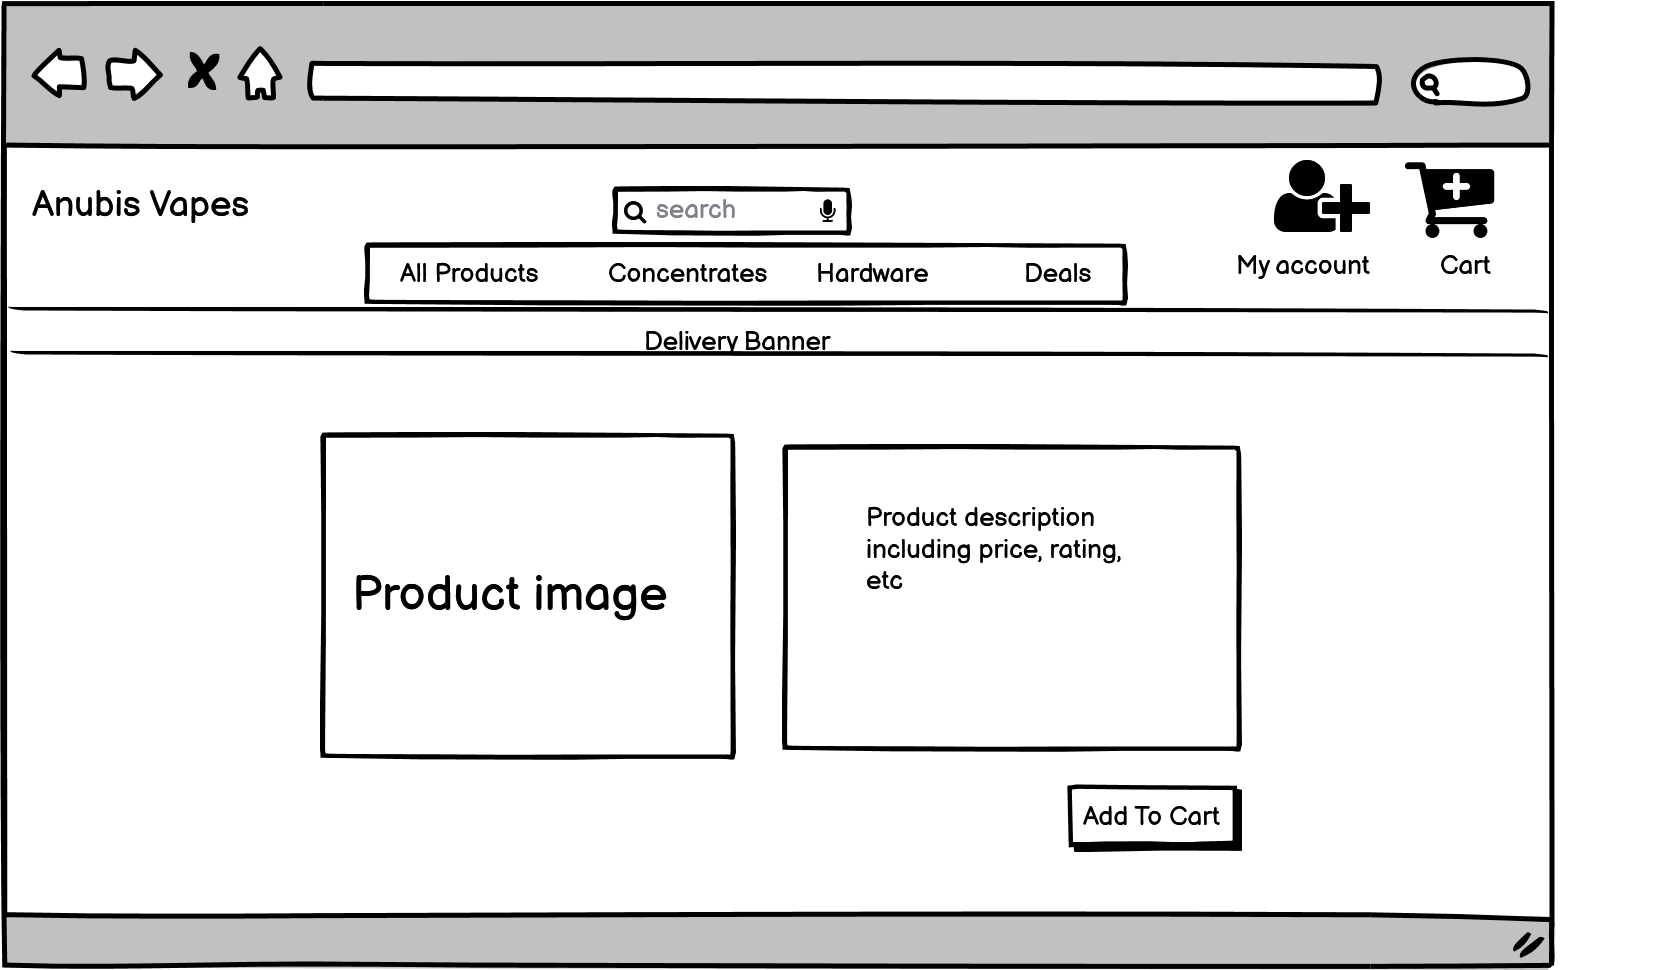 Anubis Vapes
search
All Products Concentrates Hardware Deals
My account Cart
Delivery Banner
Product image
Product description
including price, rating,
etc
Add To Cart